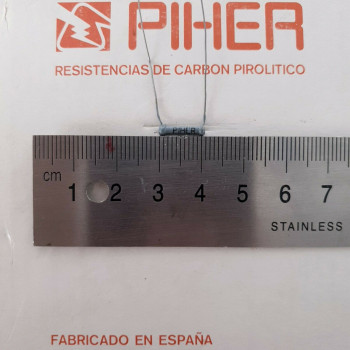 PIHER
RESISTENCIAS DE CARBON PIROLITICO
PIHER
cm 1 2 3 4 5 6 7
STAINLESS
FABRICADO EN ESPAÑA